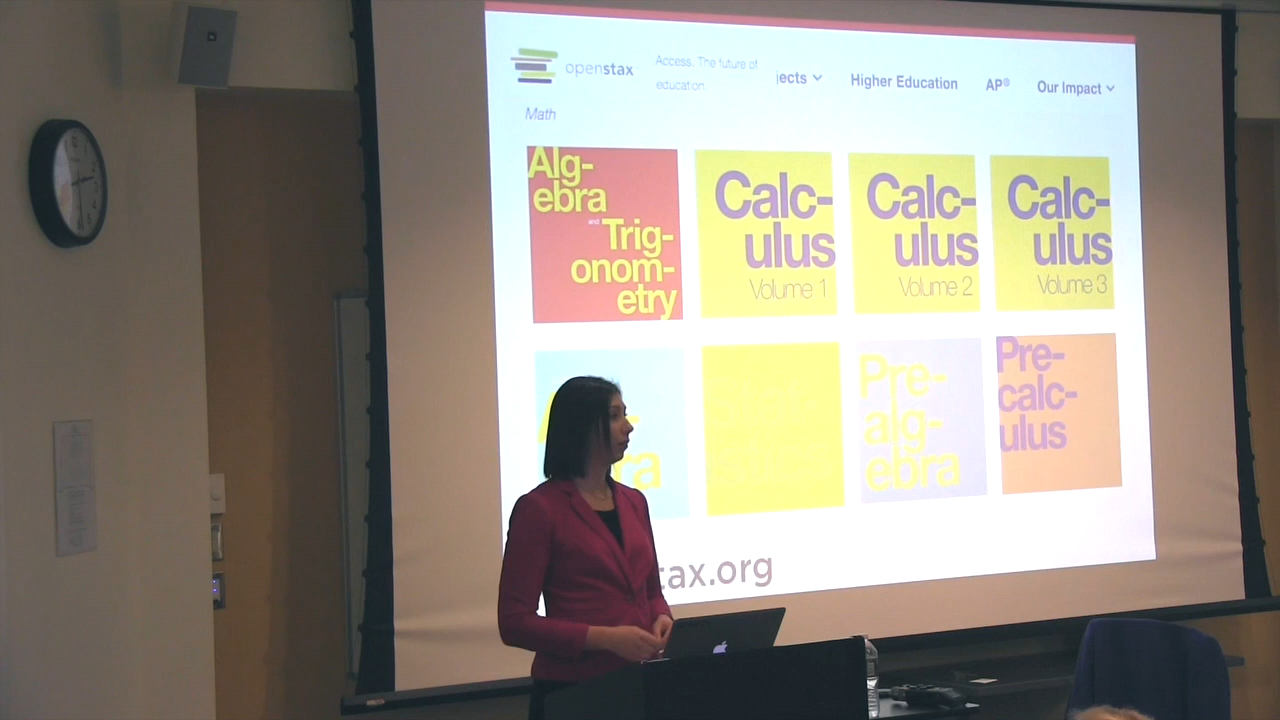 openstax
Access. The future of
education.
jects
Higher Education
AP®
Our Impact
Math
Alg-
ebra
and
Trig-
onom-
etry
Calc-
ulus
Volume 1
Calc-
ulus
Volume 2
Calc-
ulus
Volume 3
Pre-
alg-
ebra
Pre-
calc-
ulus
tax.org